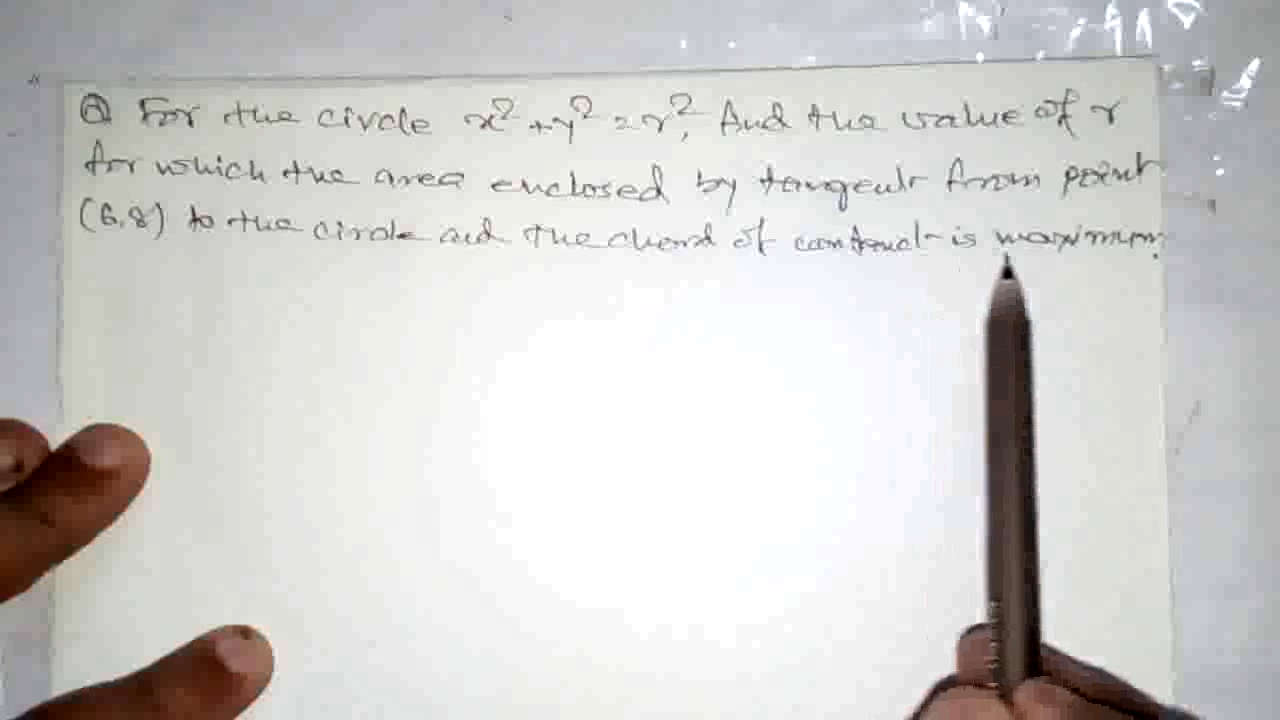 Q For the circle x²+y²=r², find the value of r
for which the area enclosed by tangent from point
(6,8) to the circle and the chord of contact is maximum.